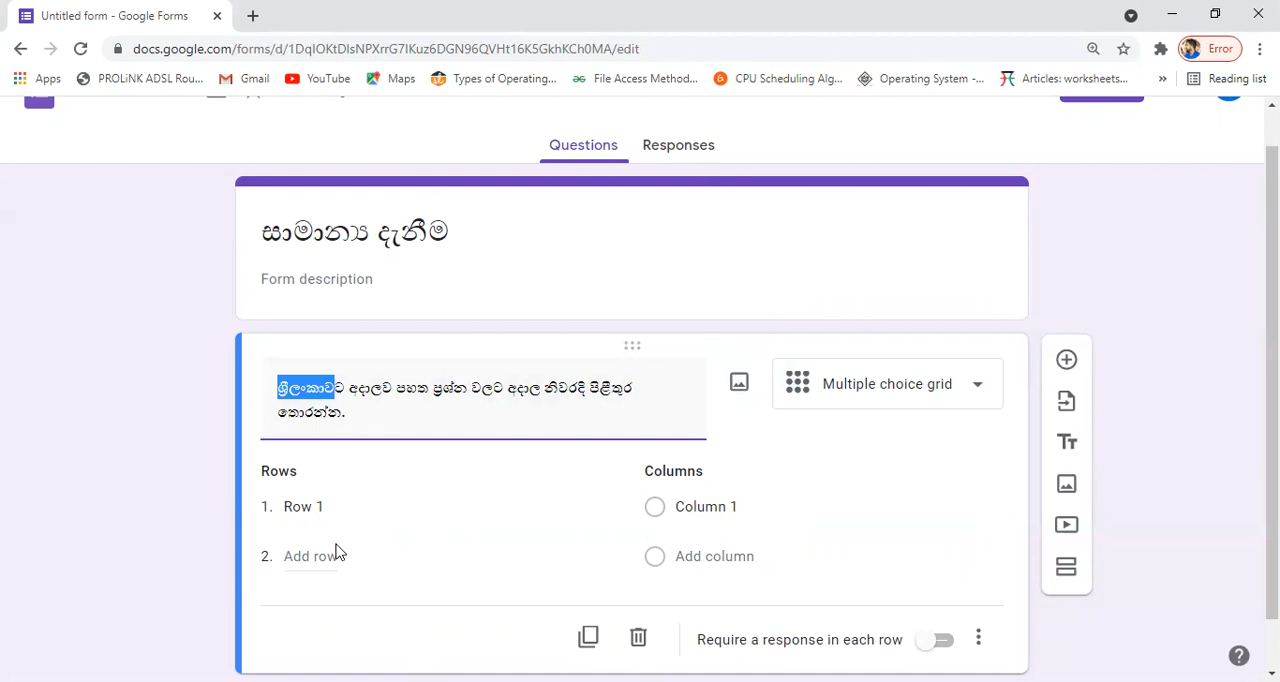 Untitled form - Google Forms
docs.google.com/forms/d/1DqIOKtDIsNPXrrG7IKuz6DGN96QVHt16K5GkhKCh0MA/edit
Error
Apps
PROLiNK ADSL Rou...
Gmail
YouTube
Maps
Types of Operating...
File Access Method...
CPU Scheduling Alg...
Operating System -...
Articles: worksheets...
»
Reading list
Questions
Responses
සාමාන්‍ය දැනීම
Form description
ශ්‍රීලංකාවට අදාලව පහත ප්‍රශ්න වලට අදාල නිවරදි පිළිතුර
තොරන්න.
Multiple choice grid
Rows
Columns
1. Row 1
Column 1
2. Add row
Add column
Require a response in each row